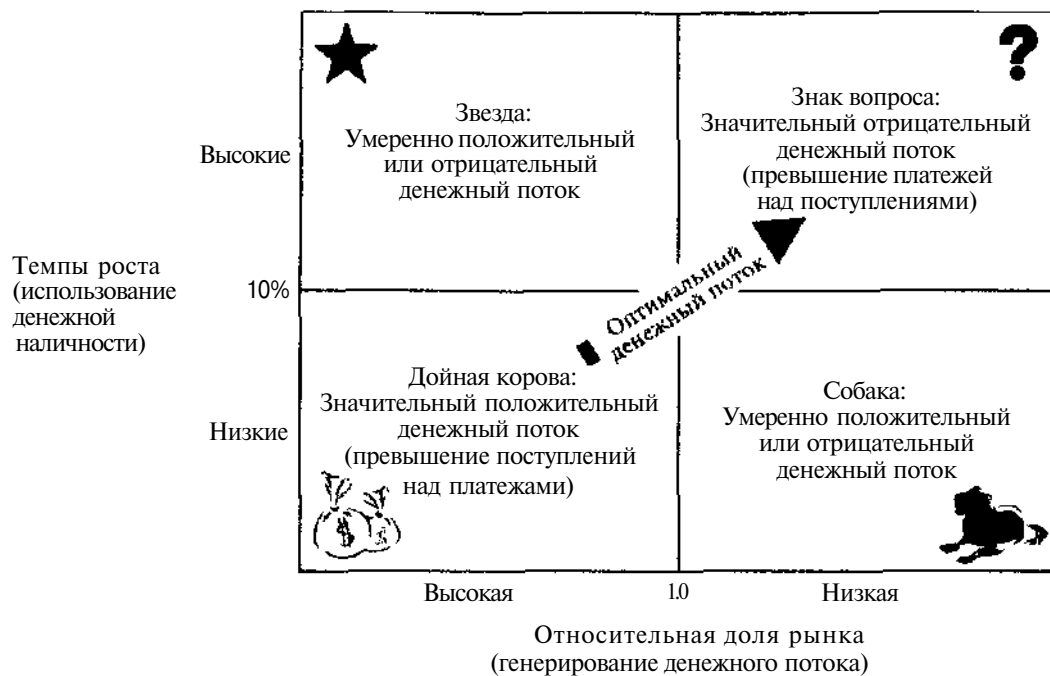 Звезда:
Умеренно положительный
или отрицательный
денежный поток
Знак вопроса:
Значительный отрицательный
денежный поток
(превышение платежей
над поступлениями)
Высокие
Темпы роста
(использование
денежной
наличности)
10%
Оптимальный
денежный поток
Дойная корова:
Значительный положительный
денежный поток
(превышение поступлений
над платежами)
Собака:
Умеренно положительный
или отрицательный
денежный поток
Низкие
$
$
Высокая
1.0
Низкая
Относительная доля рынка
(генерирование денежного потока)